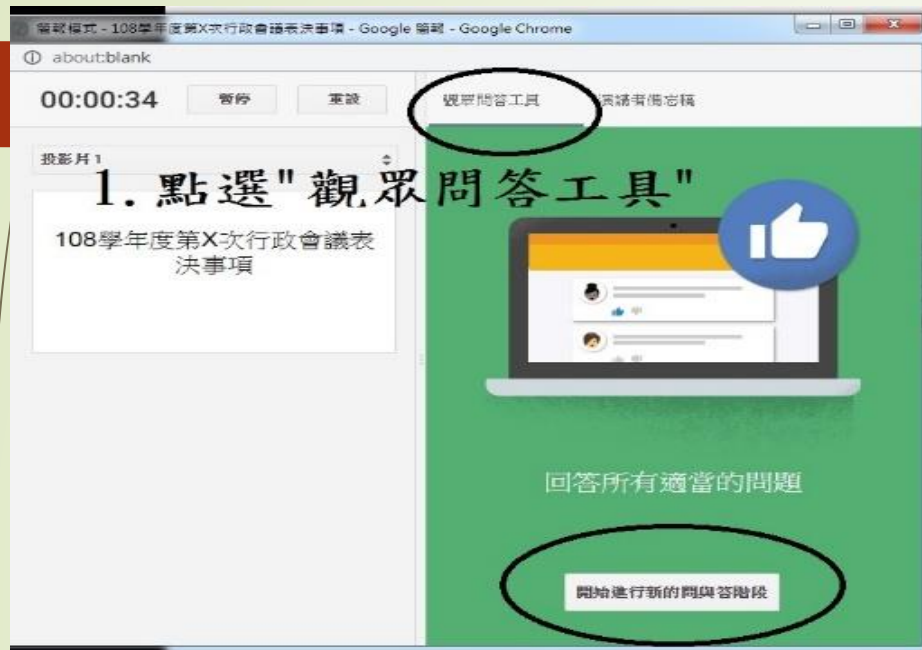 簡報模式 - 108學年度第X次行政會議表決事項 - Google 簡報 - Google Chrome
about:blank
00:00:34 暫停 重設
觀眾問答工具 演講者備忘稿
投影片 1
1. 點選"觀眾問答工具"
108學年度第X次行政會議表
決事項
回答所有適當的問題
開始進行新的問與答階段